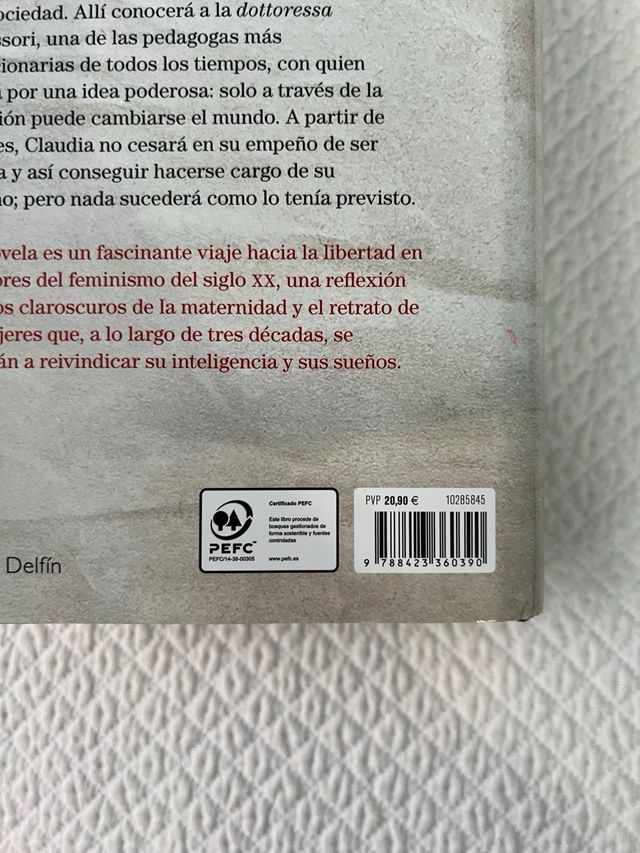 ociedad. Allí conocerá a la dottoressa
ssori, una de las pedagogas más
cionarias de todos los tiempos, con quien
por una idea poderosa: solo a través de la
ión puede cambiarse el mundo. A partir de
es, Claudia no cesará en su empeño de ser
a y así conseguir hacerse cargo de su
no; pero nada sucederá como lo tenía previsto.
vela es un fascinante viaje hacia la libertad en
ores del feminismo del siglo XX, una reflexión
os claroscuros de la maternidad y el retrato de
jeres que, a lo largo de tres décadas, se
án a reivindicar su inteligencia y sus sueños.
Delfín
PEFC™
PEFC/14-38-00305
Certificado PEFC
Este libro procede de
bosques gestionados de
forma sostenible y fuentes
controladas
www.pefc.es
PVP 20,90 € 10285845
9 788423 360390